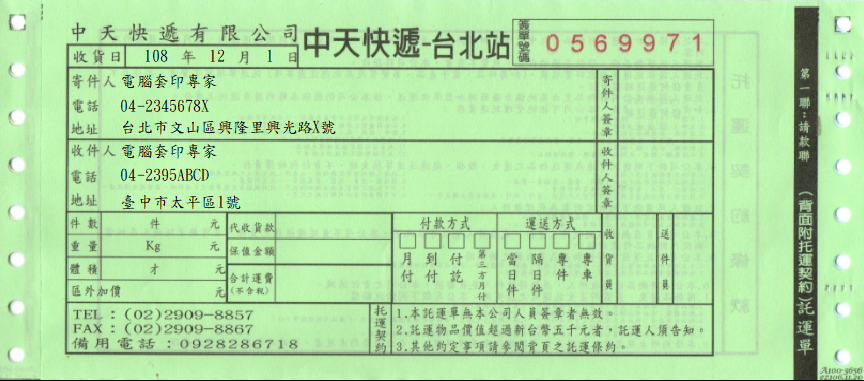 中天快遞有限公司
中天快遞-台北站
簽單號碼 0569971
收貨日 108 年 12 月 1 日
寄件人 電腦套印專家
電話 04-2345678X
地址 台北市文山區興隆里興光路X號
寄件人簽章
收件人 電腦套印專家
電話 04-2395ABCD
地址 臺中市太平區1號
收件人簽章
件數 件 元
重量 Kg 元
體積 才 元
區外加價 元
代收貨款
保值金額
合計運費
(不含稅)
付款方式
月付 到付 付訖 第三方月付
運送方式
當日件 隔日件 專件 專車
收貨員
送件員
TEL：(02)2909-8857
FAX：(02)2909-8867
備用電話：0928286718
托運契約
1.本託運單無本公司人員簽章者無效。
2.託運物品價值超過新台幣五千元者，託運人須告知。
3.其他約定事項請參閱背頁之託運條約。
第一聯：請款聯
(背面附托運契約)託運單